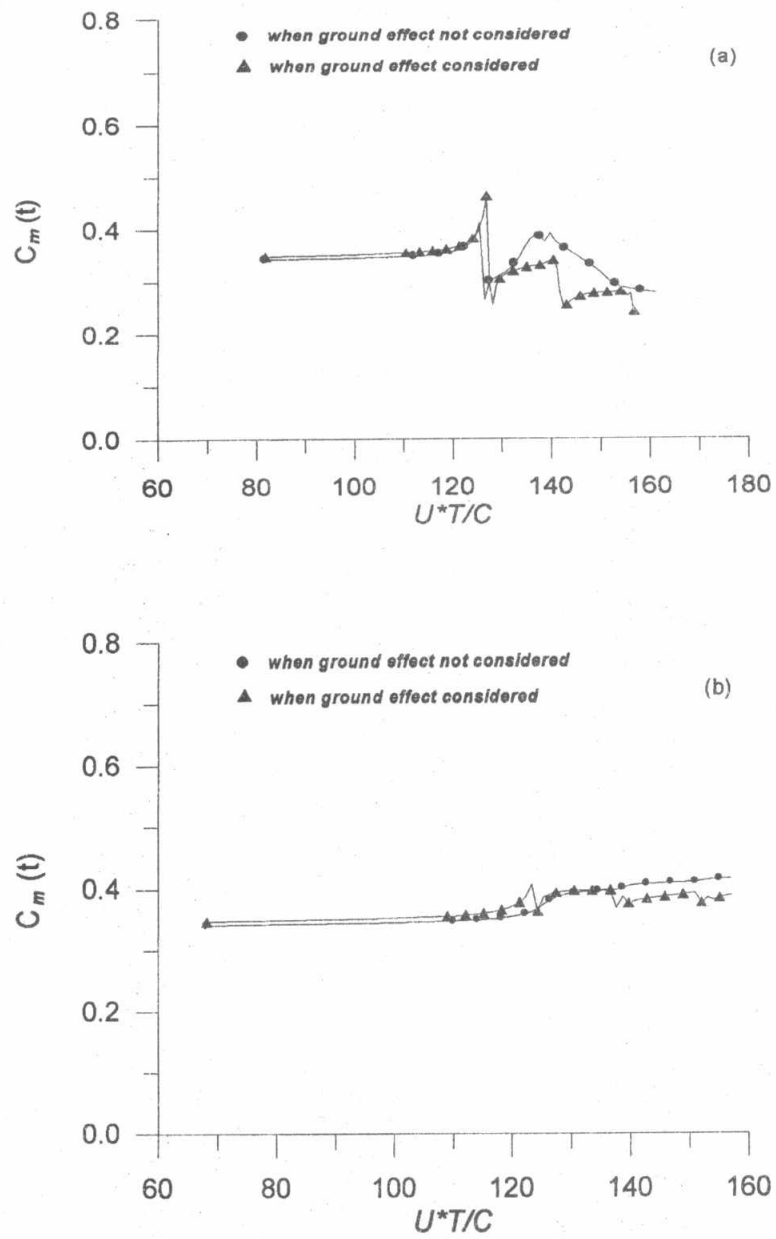 0.8
when ground effect not considered
(a)
when ground effect considered
0.6
Cm (t)
0.4
0.2
0.0
60 80 100 120 140 160 180
U*T/C
0.8
when ground effect not considered
(b)
when ground effect considered
0.6
Cm (t)
0.4
0.2
0.0
60 80 100 120 140 160
U*T/C